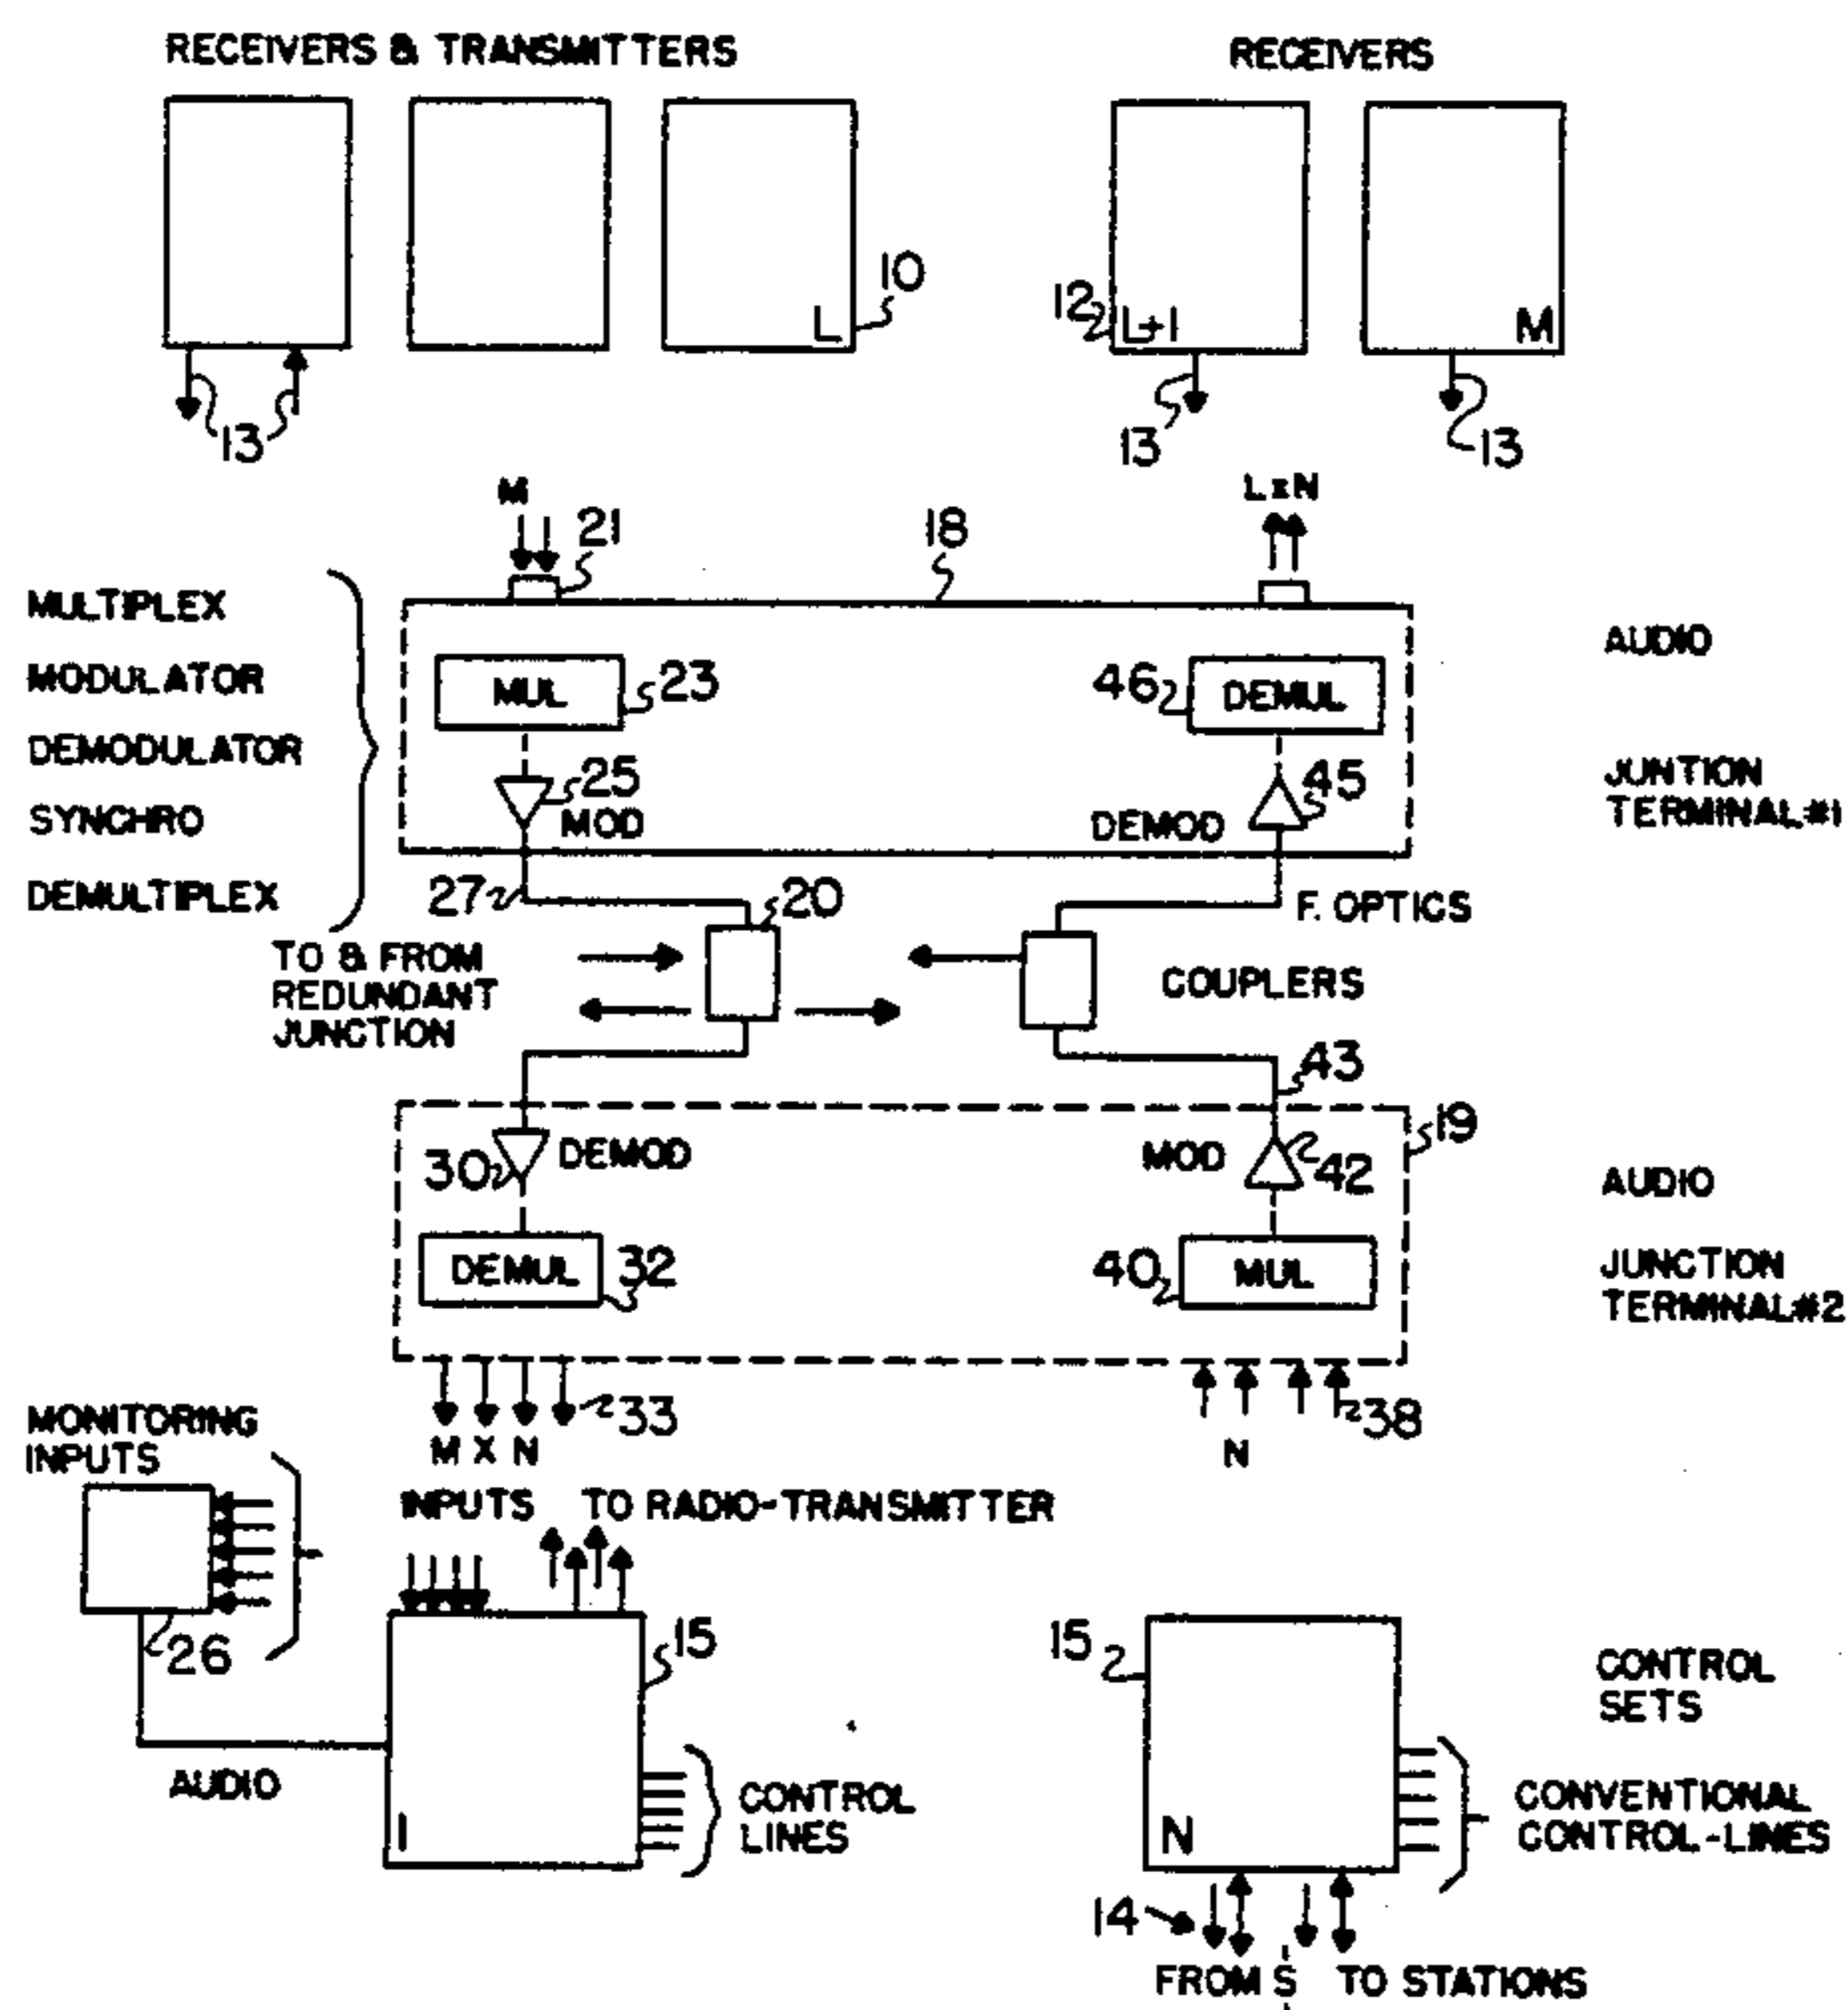 RECEIVERS & TRANSMITTERS
RECEIVERS
10
L
12
L+1
M
13
13
13
M
21
18
LxN
MULTIPLEX
MODULATOR
DEMODULATOR
SYNCHRO
DEMULTIPLEX
MUL
23
46
DEMUL
AUDIO
25
MOD
DEMOD
45
JUNTION
TERMINAL#1
27
20
F. OPTICS
TO & FROM
REDUNDANT
JUNCTION
COUPLERS
43
30
DEMOD
MOD
42
19
AUDIO
DEMUL
32
40
MUL
JUNCTION
TERMINAL#2
33
38
M X N
N
MONITORING
INPUTS
INPUTS
TO RADIO-TRANSMITTER
26
15
15
CONTROL
SETS
AUDIO
1
CONTROL
LINES
N
CONVENTIONAL
CONTROL-LINES
14
FROM S TO STATIONS